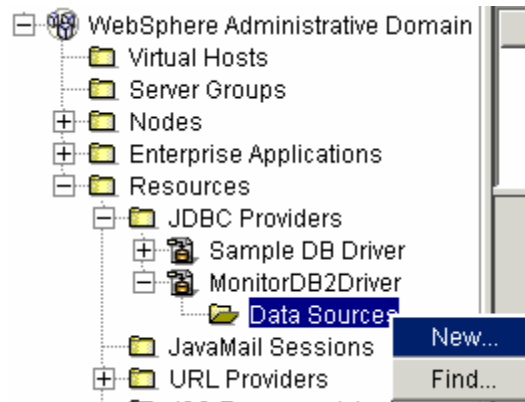 WebSphere Administrative Domain
Virtual Hosts
Server Groups
Nodes
Enterprise Applications
Resources
JDBC Providers
Sample DB Driver
MonitorDB2Driver
Data Sources
New...
JavaMail Sessions
URL Providers
Find...